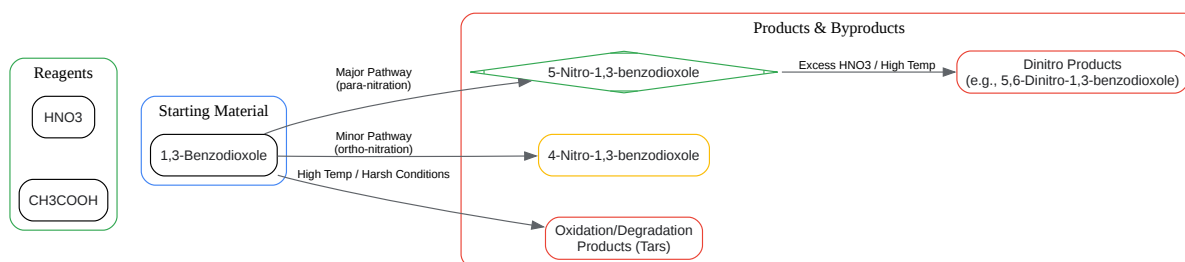 Reagents
HNO3
CH3COOH
Starting Material
1,3-Benzodioxole
Major Pathway
(para-nitration)
Minor Pathway
(ortho-nitration)
High Temp / Harsh Conditions
Products & Byproducts
5-Nitro-1,3-benzodioxole
Excess HNO3 / High Temp
Dinitro Products
(e.g., 5,6-Dinitro-1,3-benzodioxole)
4-Nitro-1,3-benzodioxole
Oxidation/Degradation
Products (Tars)